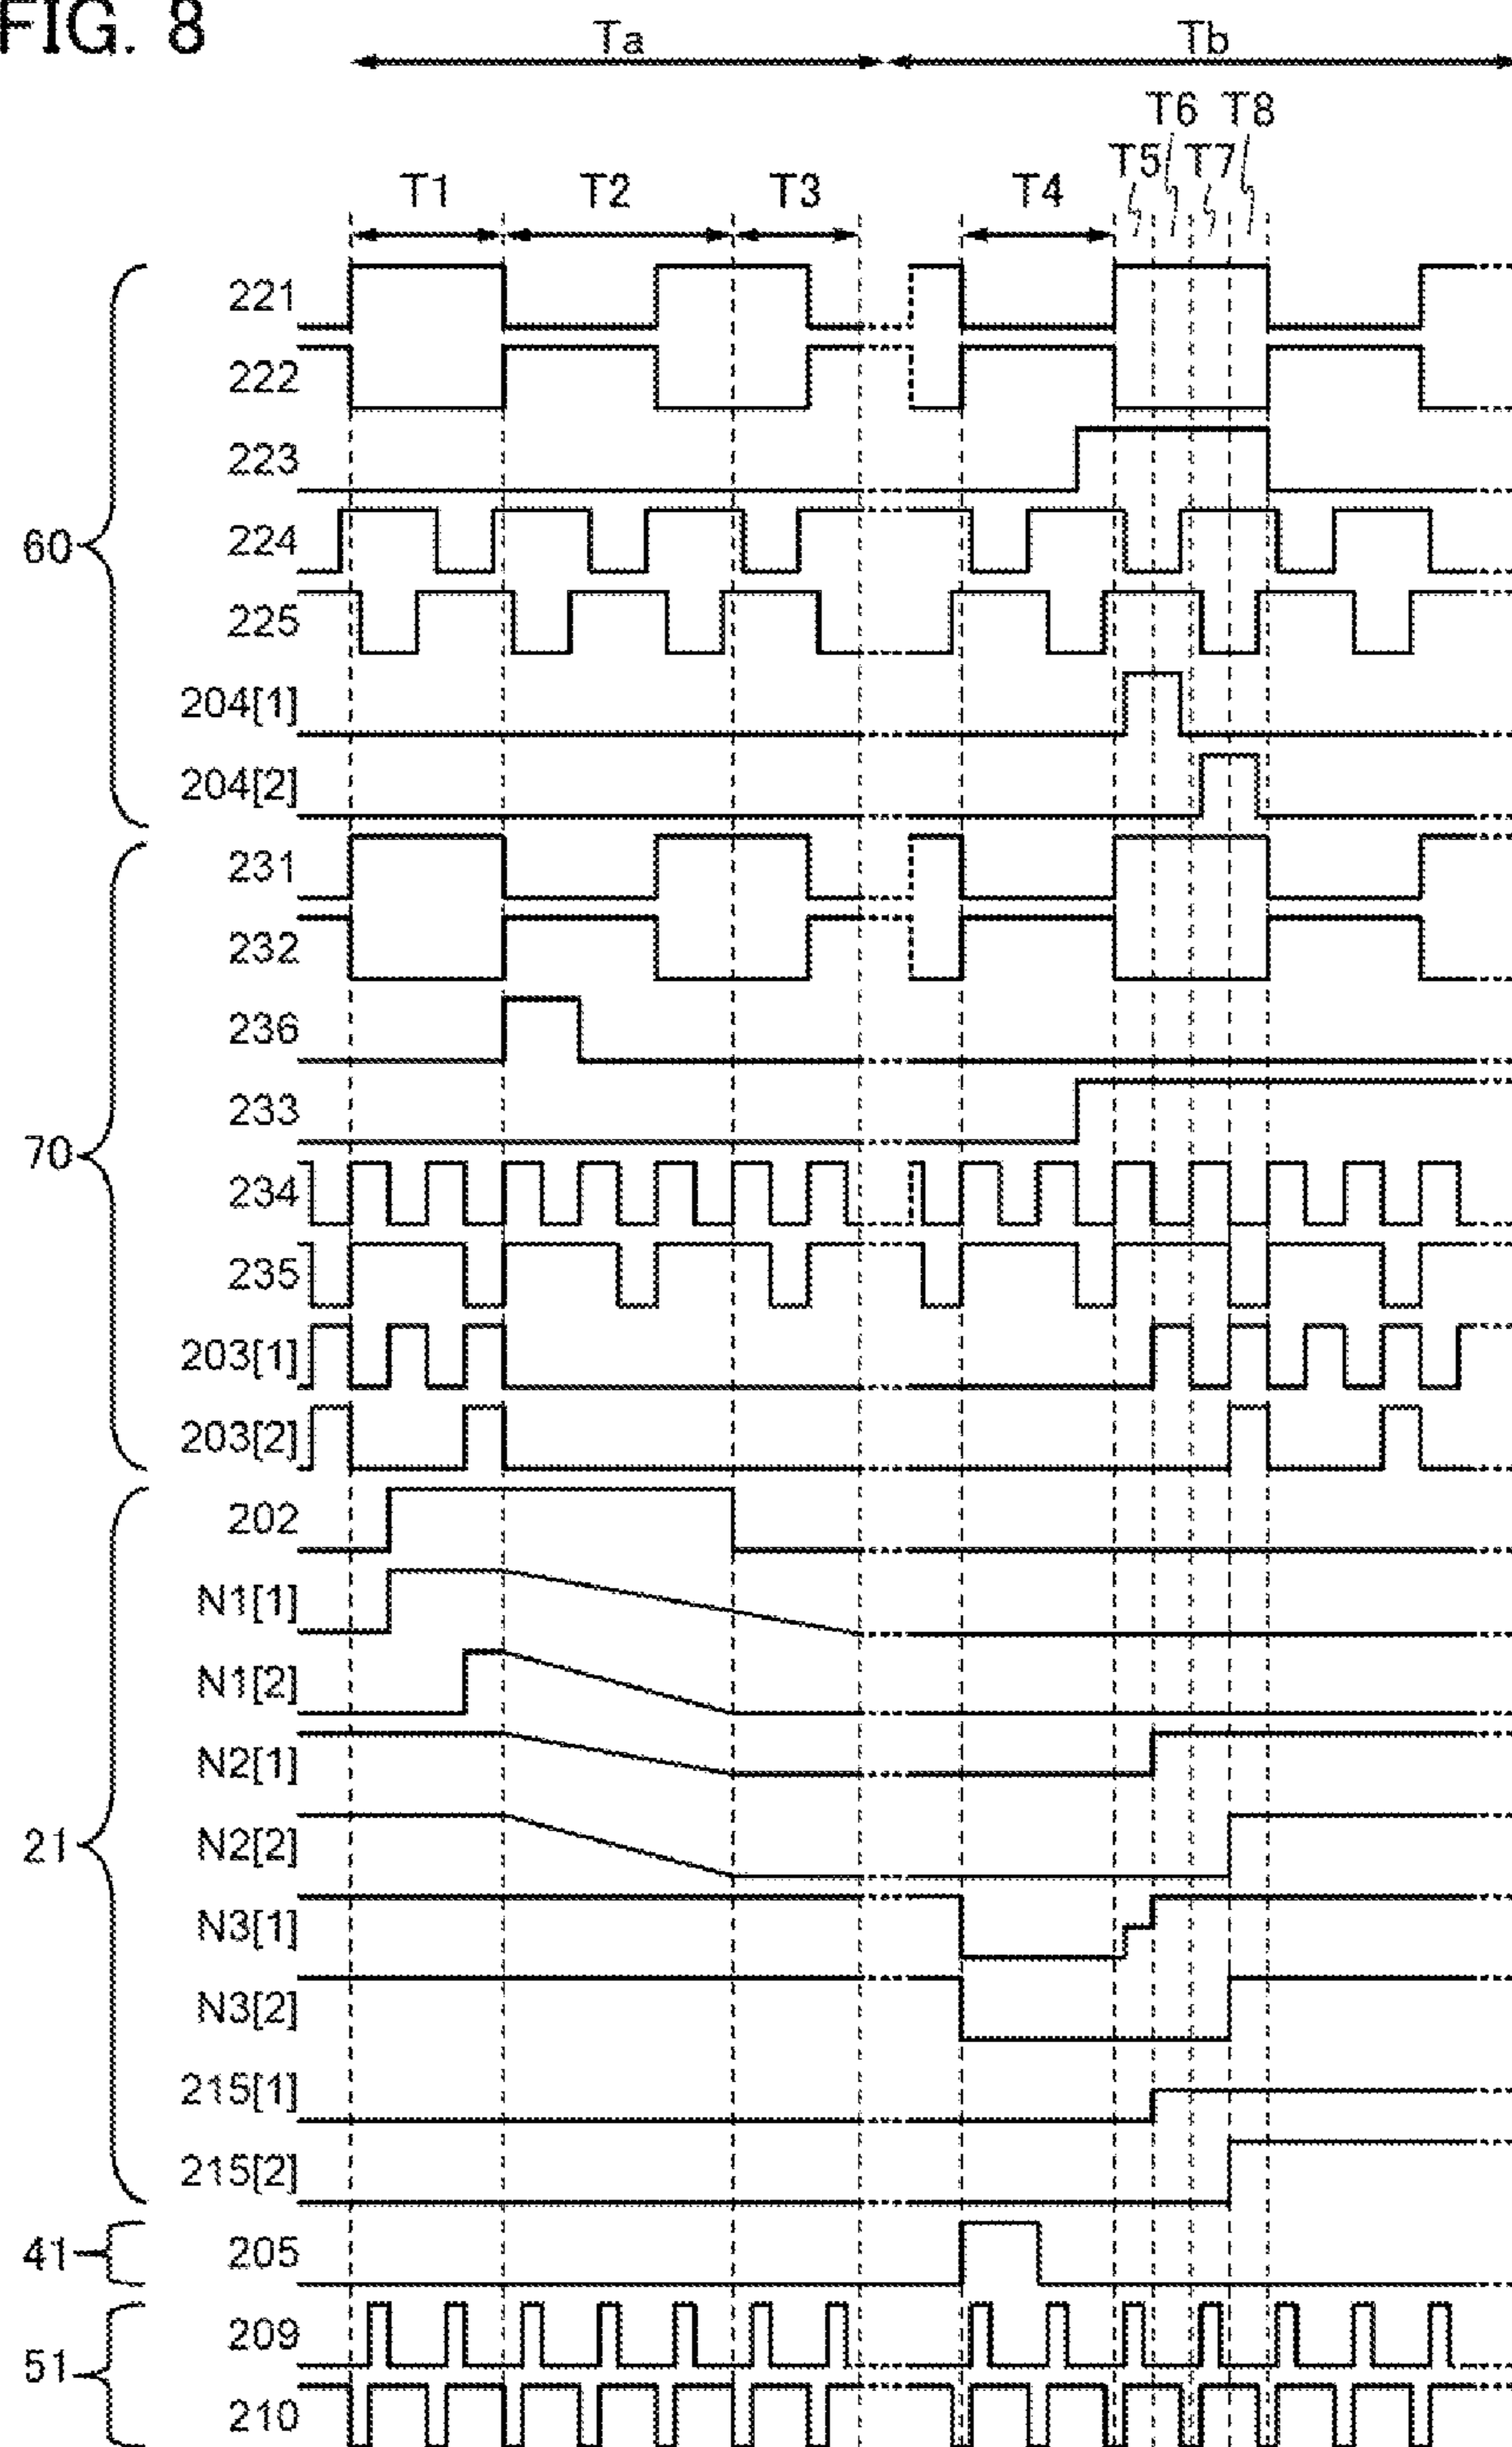 FIG. 8
Ta Tb
T6 T8
T5 T7
T1 T2 T3 T4
221
222
223
60
224
225
204[1]
204[2]
231
232
236
233
70
234
235
203[1]
203[2]
202
N1[1]
N1[2]
N2[1]
21
N2[2]
N3[1]
N3[2]
215[1]
215[2]
41
205
209
51
210